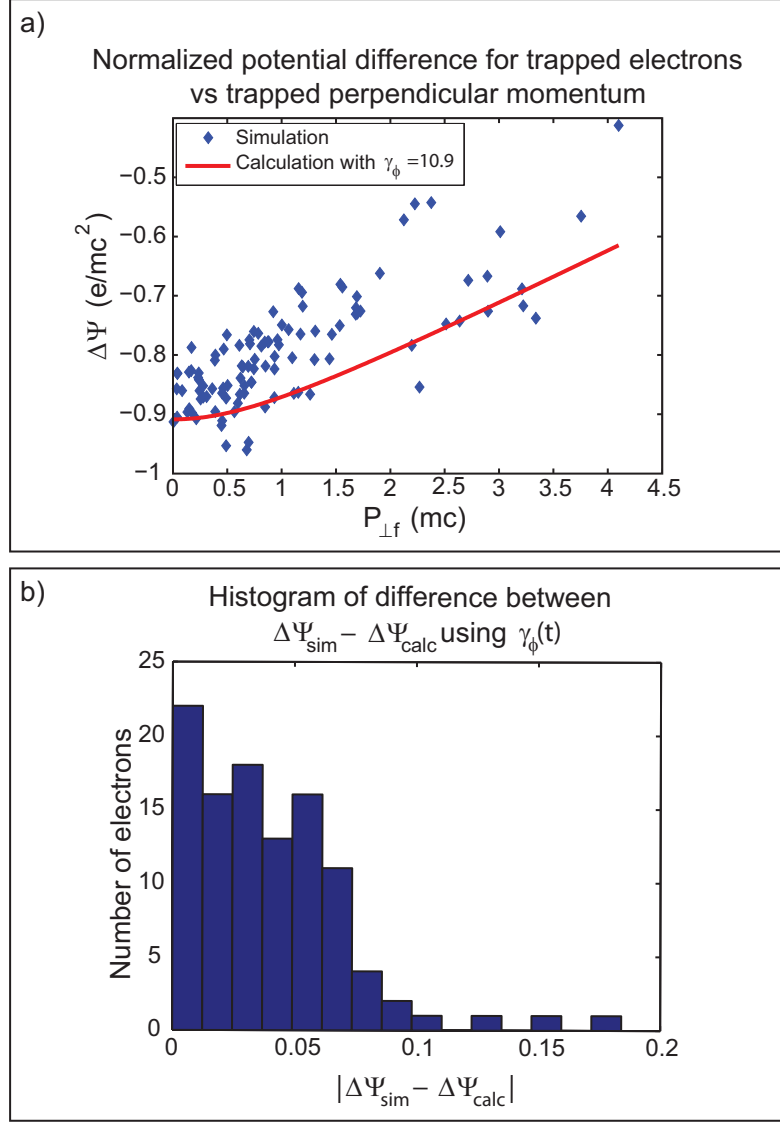 a)
Normalized potential difference for trapped electrons
vs trapped perpendicular momentum
Simulation
Calculation with γϕ =10.9
−0.5
−0.6
−0.7
−0.8
−0.9
−1
ΔΨ (e/mc²)
0 0.5 1 1.5 2 2.5 3 3.5 4 4.5
P⊥f (mc)
b)
Histogram of difference between
ΔΨsim − ΔΨcalc using γϕ(t)
25
20
15
10
5
0
Number of electrons
0 0.05 0.1 0.15 0.2
|ΔΨsim − ΔΨcalc|